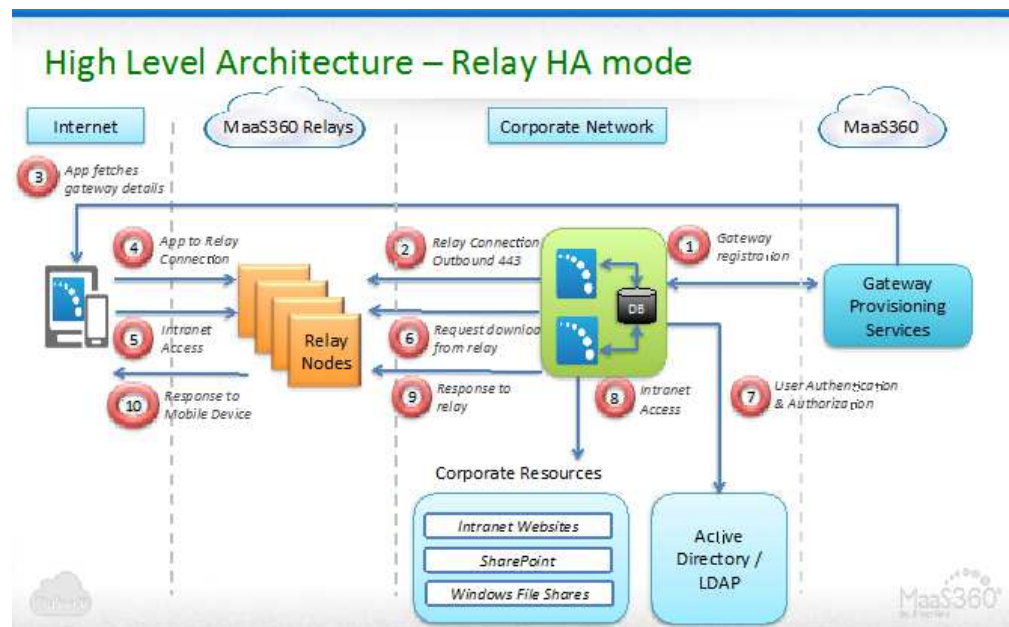 High Level Architecture – Relay HA mode
Internet
MaaS360 Relays
Corporate Network
MaaS360
3
App fetches
gateway details
4
App to Relay
Connection
2
Relay Connection
Outbound 443
1
Gateway
registration
DB
Gateway
Provisioning
Services
5
Intranet
Access
Relay
Nodes
6
Request downloa
from relay
10
Response to
Mobile Device
9
Response to
relay
8
Intranet
Access
7
User Authentication
& Authorization
Corporate Resources
Intranet Websites
SharePoint
Windows File Shares
Active
Directory /
LDAP
MaaS360